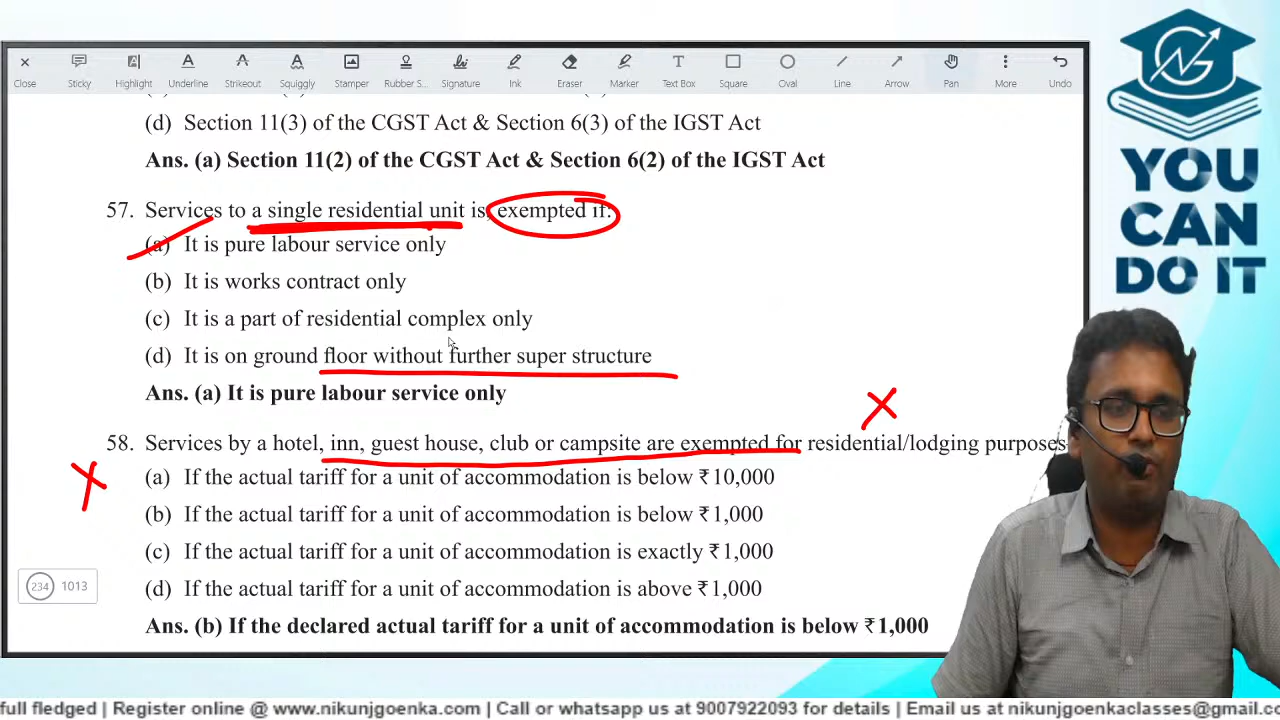 Close Sticky Highlight Underline Strikeout Squiggly Stamper Rubber S... Signature Ink Eraser Marker Text Box Square Oval Line Arrow Pan More Undo
(d) Section 11(3) of the CGST Act & Section 6(3) of the IGST Act
Ans. (a) Section 11(2) of the CGST Act & Section 6(2) of the IGST Act
57. Services to a single residential unit is, exempted if:
(a) It is pure labour service only
(b) It is works contract only
(c) It is a part of residential complex only
(d) It is on ground floor without further super structure
Ans. (a) It is pure labour service only
58. Services by a hotel, inn, guest house, club or campsite are exempted for residential/lodging purposes
(a) If the actual tariff for a unit of accommodation is below ₹10,000
(b) If the actual tariff for a unit of accommodation is below ₹1,000
(c) If the actual tariff for a unit of accommodation is exactly ₹1,000
(d) If the actual tariff for a unit of accommodation is above ₹1,000
Ans. (b) If the declared actual tariff for a unit of accommodation is below ₹1,000
234 1013
YOU
CAN
DO IT
full fledged | Register online @ www.nikunjgoenka.com | Call or whatsapp us at 9007922093 for details | Email us at nikunjgoenkaclasses@gmail.co